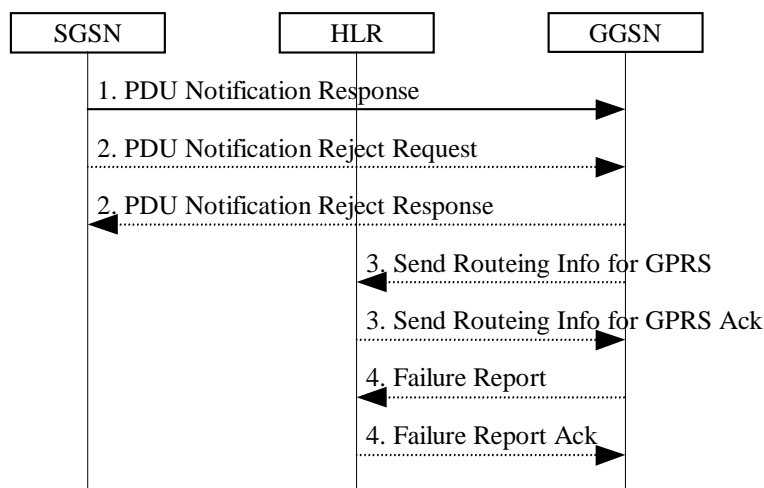 SGSN
HLR
GGSN
1. PDU Notification Response
2. PDU Notification Reject Request
2. PDU Notification Reject Response
3. Send Routeing Info for GPRS
3. Send Routeing Info for GPRS Ack
4. Failure Report
4. Failure Report Ack